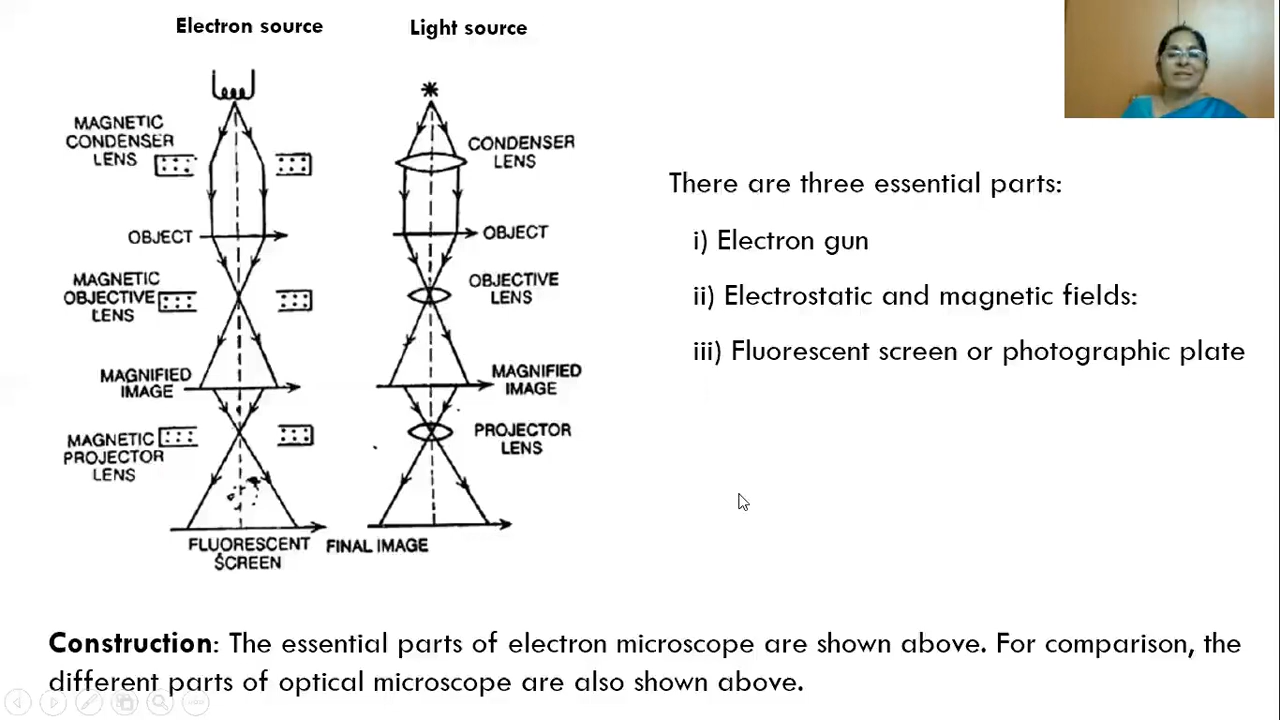 Electron source
Light source
MAGNETIC
CONDENSER
LENS
CONDENSER
LENS
OBJECT
OBJECT
MAGNETIC
OBJECTIVE
LENS
OBJECTIVE
LENS
MAGNIFIED
IMAGE
MAGNIFIED
IMAGE
MAGNETIC
PROJECTOR
LENS
PROJECTOR
LENS
FLUORESCENT
SCREEN
FINAL IMAGE
There are three essential parts:
i) Electron gun
ii) Electrostatic and magnetic fields:
iii) Fluorescent screen or photographic plate
Construction: The essential parts of electron microscope are shown above. For comparison, the
different parts of optical microscope are also shown above.